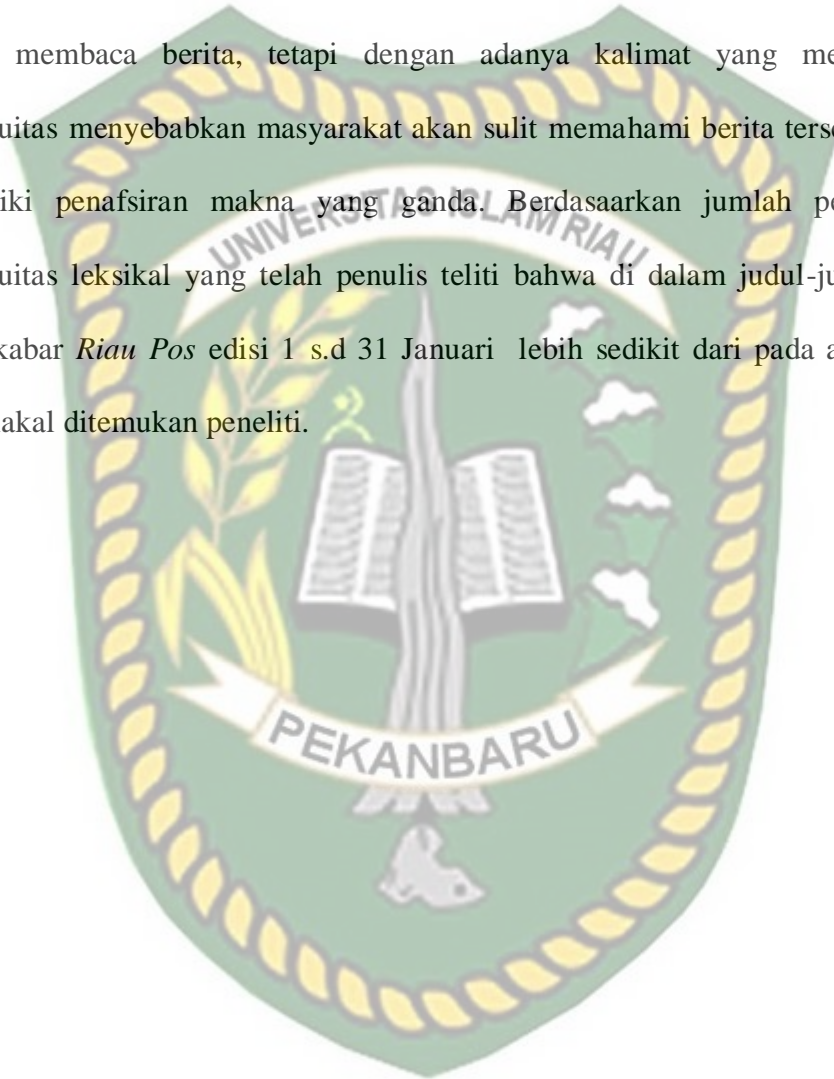 membaca berita, tetapi dengan adanya kalimat yang me
uitas menyebabkan masyarakat akan sulit memahami berita terse
iki penafsiran makna yang ganda. Berdasaarkan jumlah pe
uitas leksikal yang telah penulis teliti bahwa di dalam judul-ju
kabar Riau Pos edisi 1 s.d 31 Januari lebih sedikit dari pada a
akal ditemukan peneliti.
UNIVERSITAS ISLAM RIAU
PEKANBARU